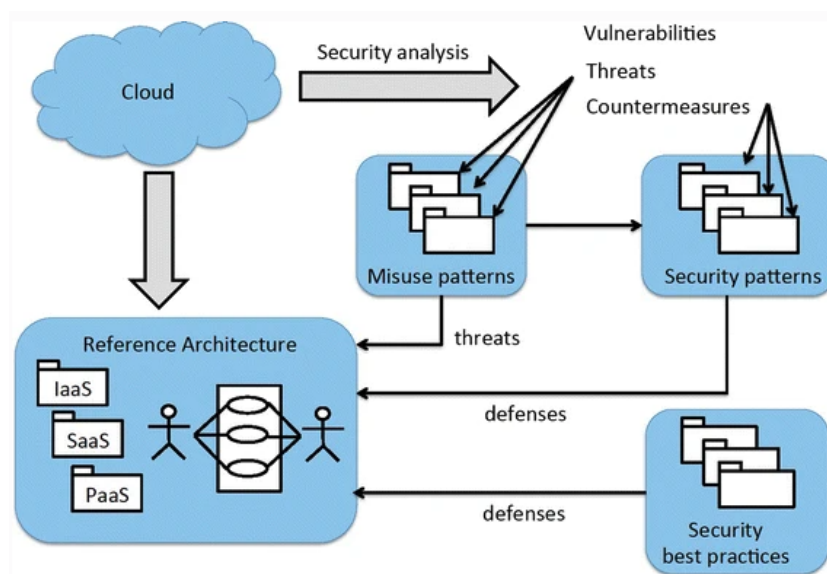 Cloud
Security analysis
Vulnerabilities
Threats
Countermeasures
Misuse patterns
Security patterns
threats
Reference Architecture
IaaS
SaaS
PaaS
defenses
defenses
Security
best practices